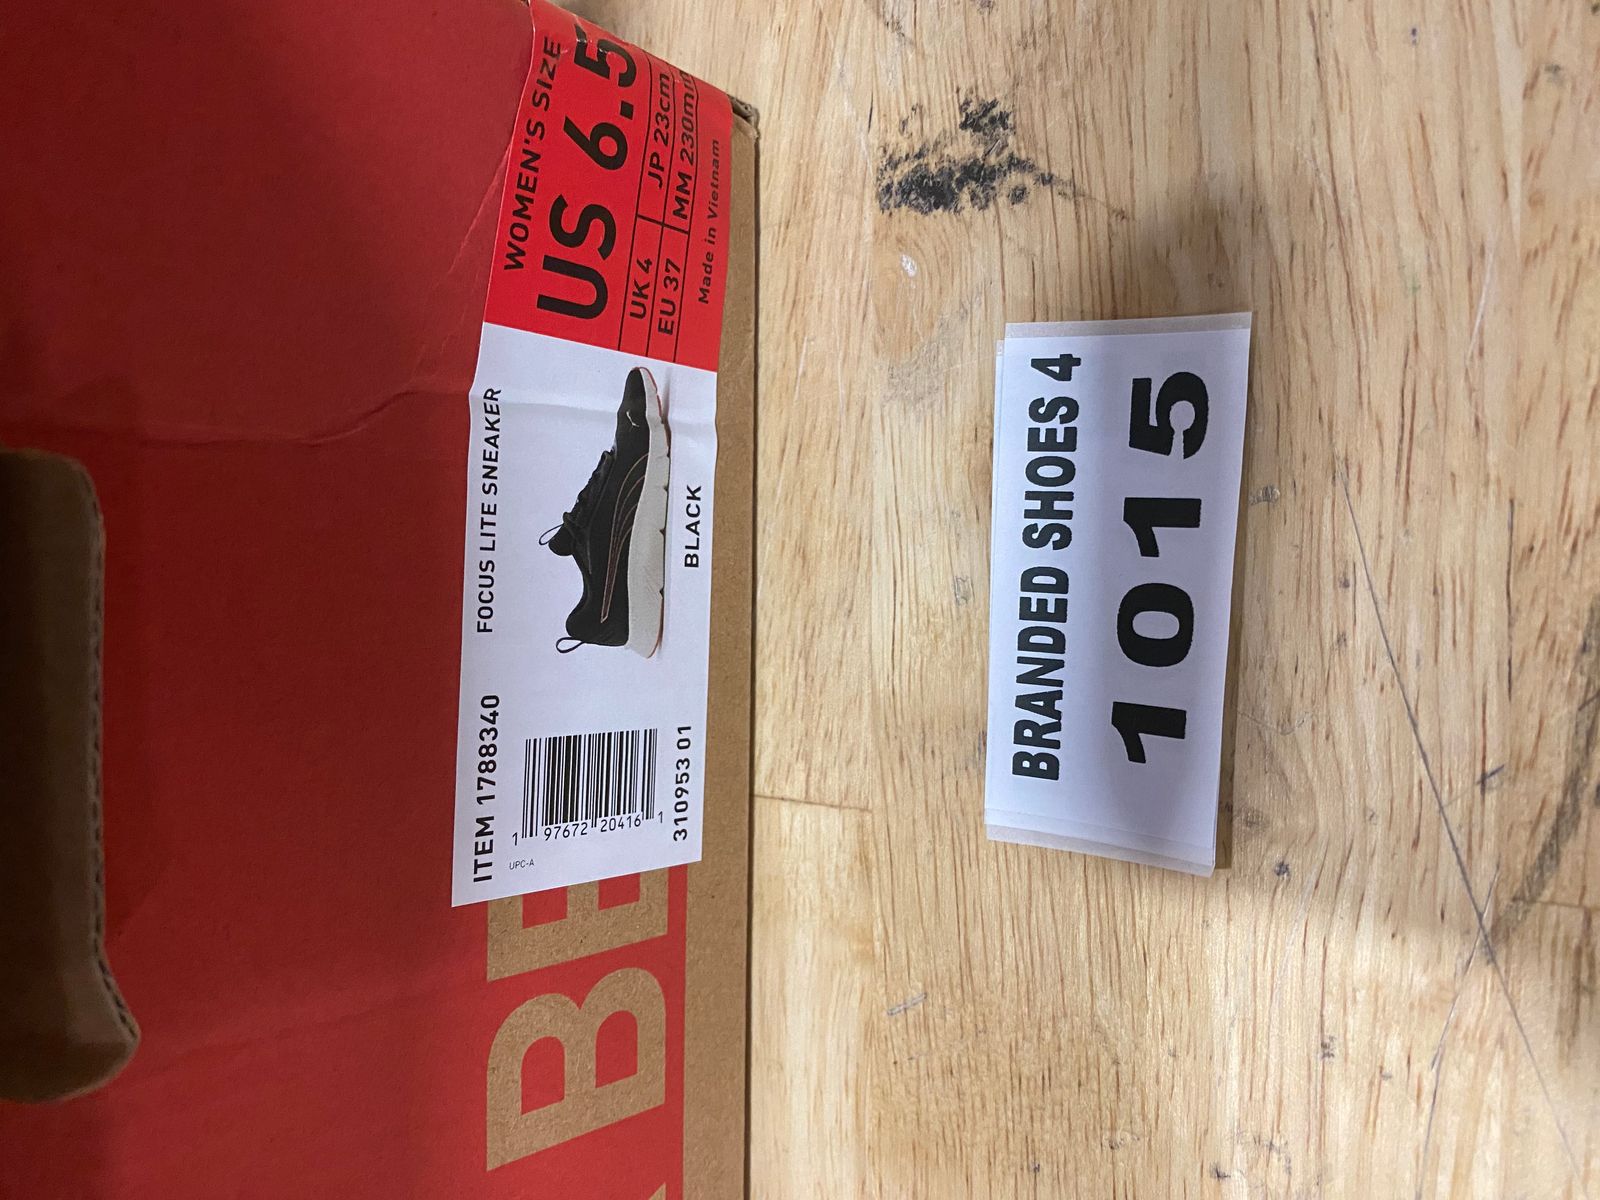 WOMEN'S SIZE
US 6.5
UK 4
JP 23cm
EU 37
MM 230mm
Made in Vietnam
ITEM 1788340
FOCUS LITE SNEAKER
1 97672 20416 1
UPC-A
310953 01
BLACK
BE
BRANDED SHOES 4
1015